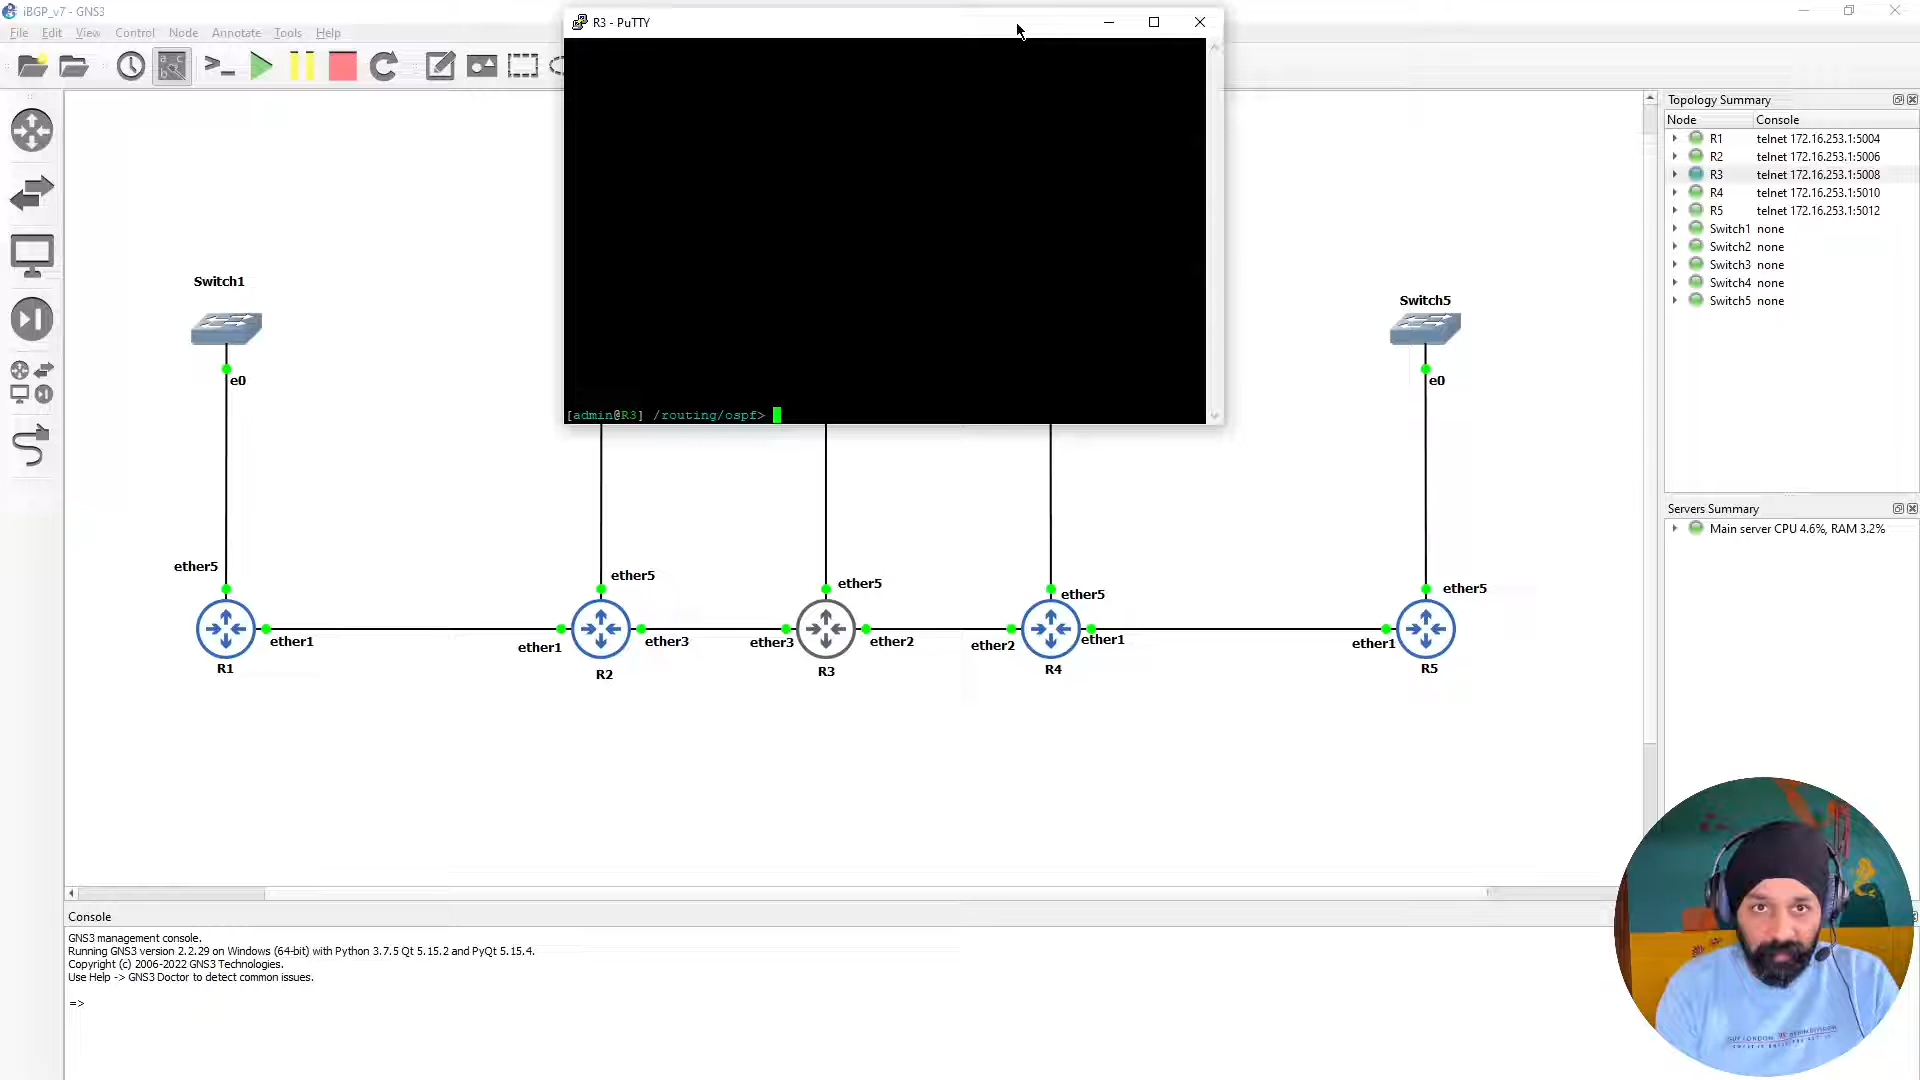 iBGP_v7 - GNS3
File Edit View Control Node Annotate Tools Help
R3 - PuTTY
[admin@R3] /routing/ospf>
Switch1
e0
ether5
R1
ether1
ether1
ether5
R2
ether3
ether3
ether5
R3
ether2
ether2
ether5
R4
ether1
ether1
Switch5
e0
ether5
R5
Topology Summary
Node Console
R1 telnet 172.16.253.1:5004
R2 telnet 172.16.253.1:5006
R3 telnet 172.16.253.1:5008
R4 telnet 172.16.253.1:5010
R5 telnet 172.16.253.1:5012
Switch1 none
Switch2 none
Switch3 none
Switch4 none
Switch5 none
Servers Summary
Main server CPU 4.6%, RAM 3.2%
Console
GNS3 management console.
Running GNS3 version 2.2.29 on Windows (64-bit) with Python 3.7.5 Qt 5.15.2 and PyQt 5.15.4.
Copyright (c) 2006-2022 GNS3 Technologies.
Use Help -> GNS3 Doctor to detect common issues.
=>